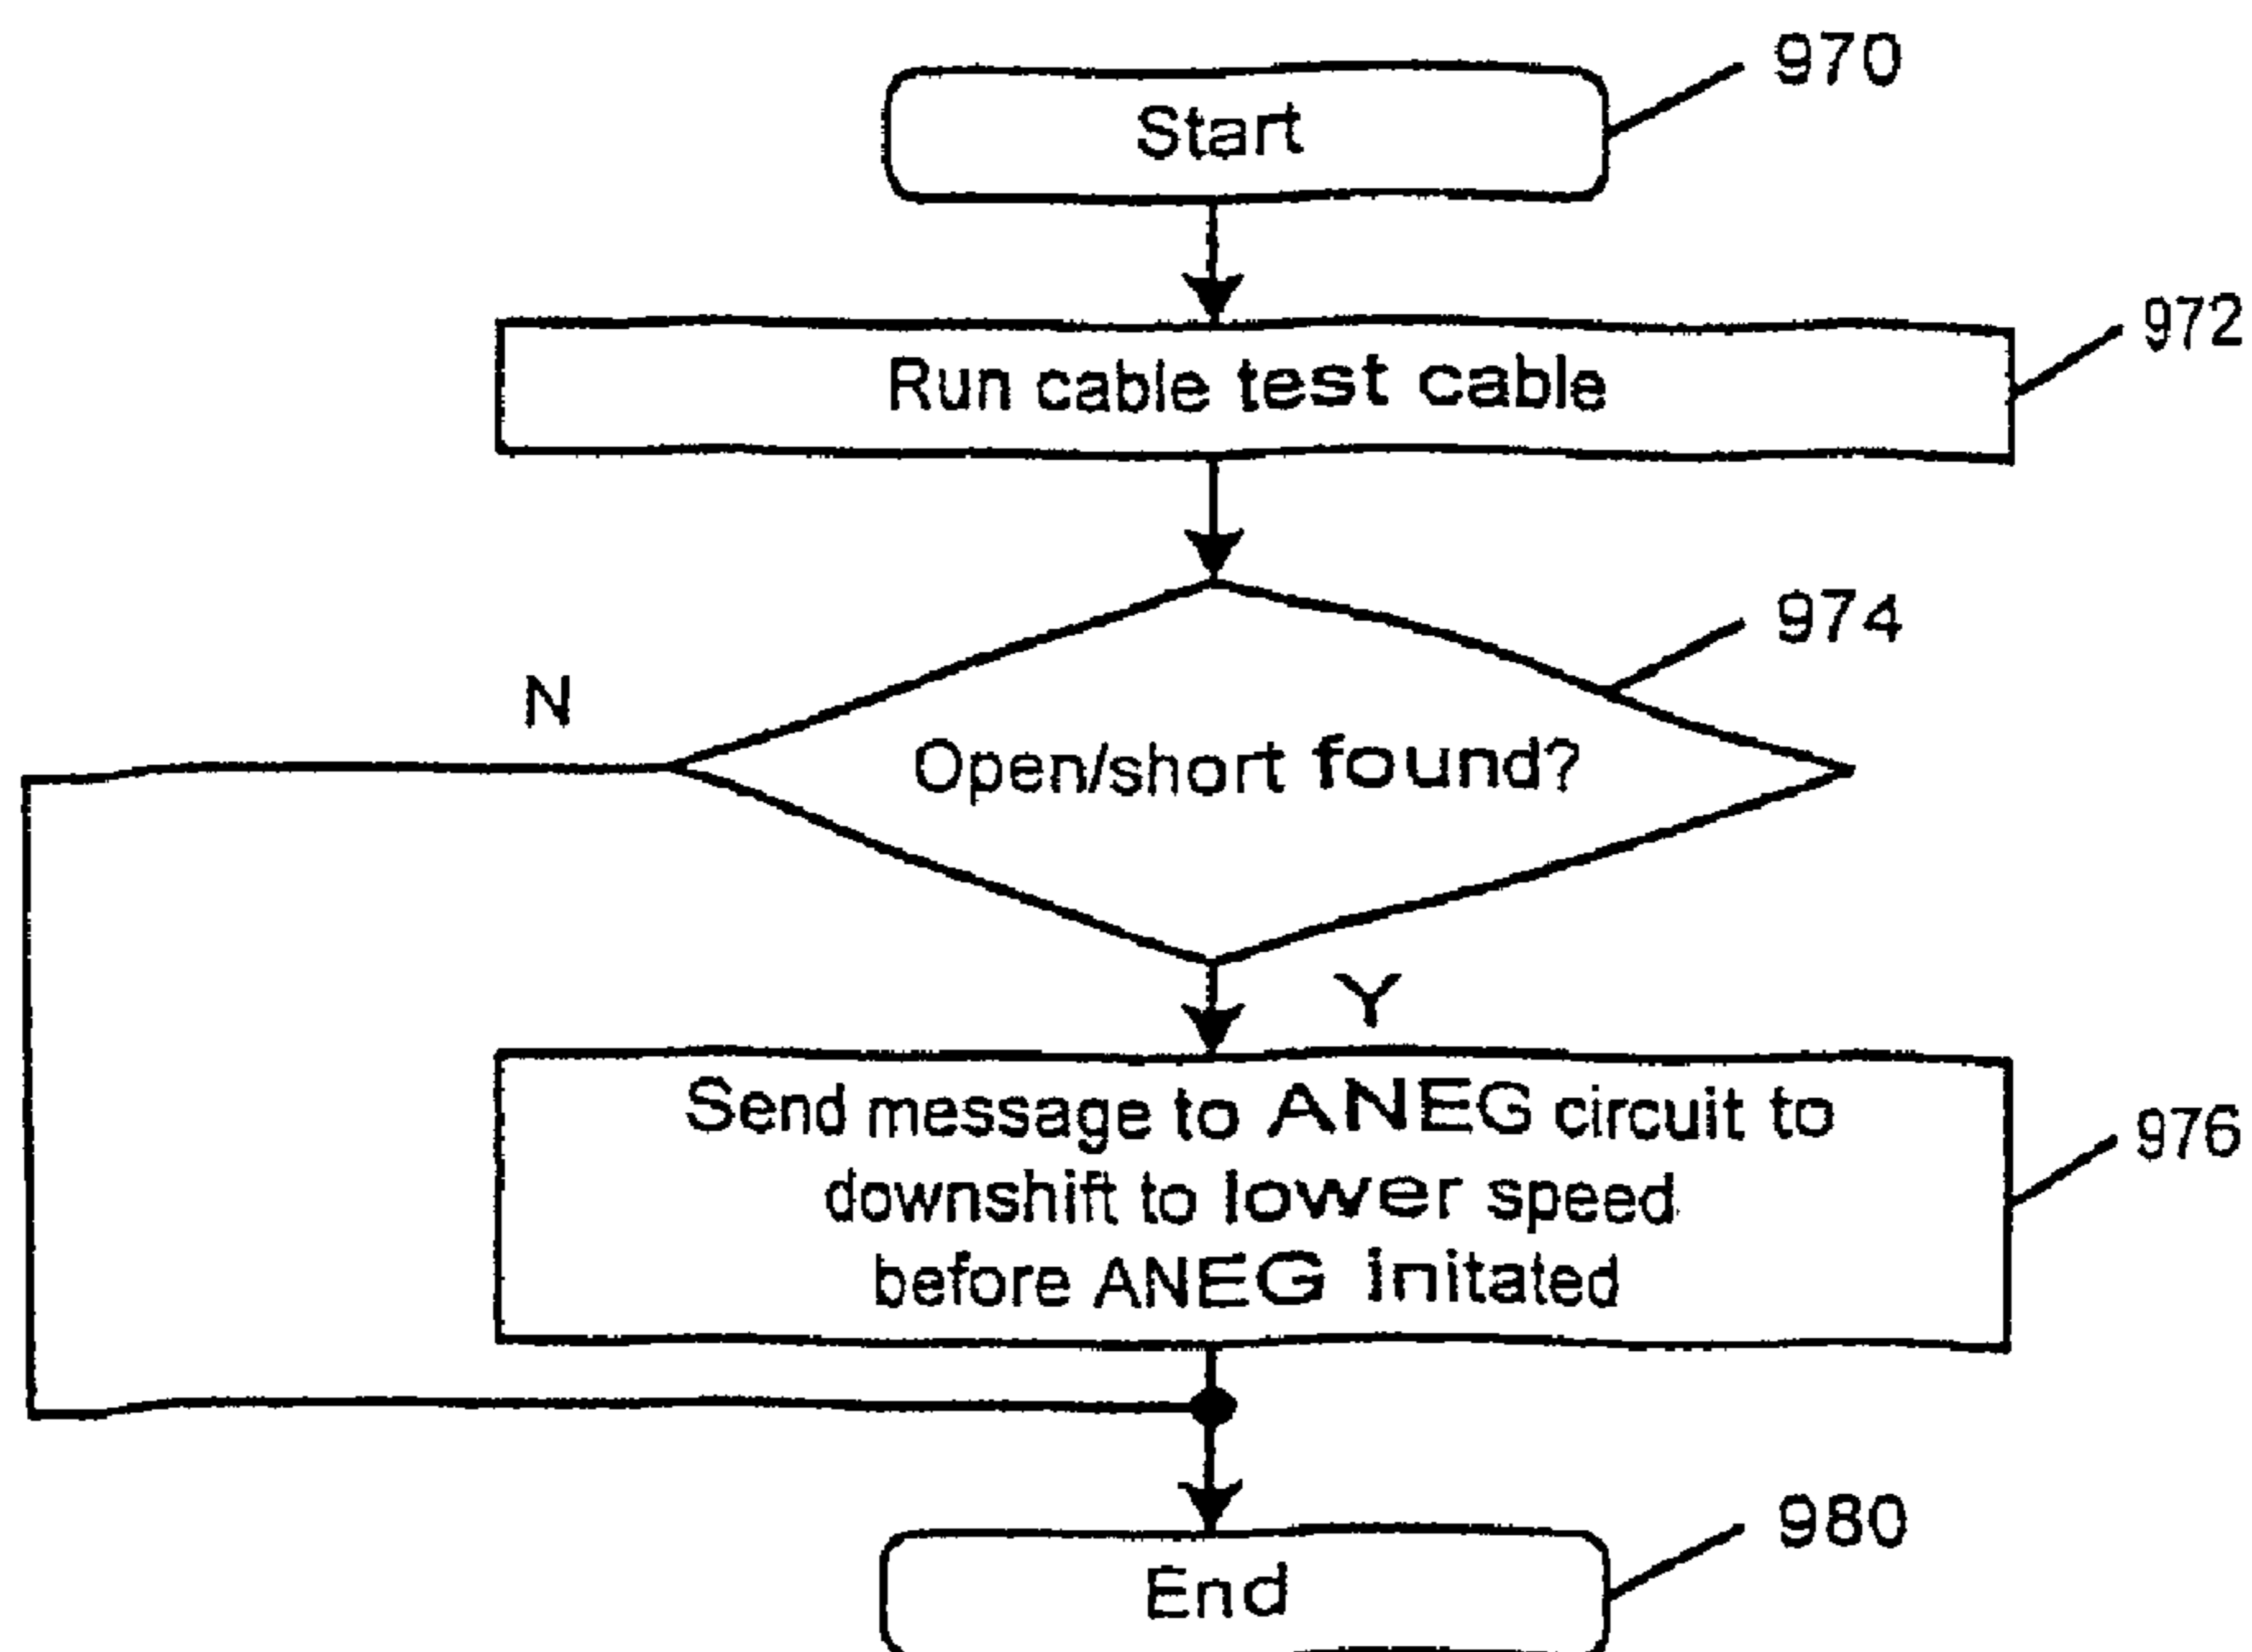 Start
970
Run cable test cable
972
Open/short found?
974
N
Y
Send message to ANEG circuit to
downshift to lower speed
before ANEG initated
976
End
980